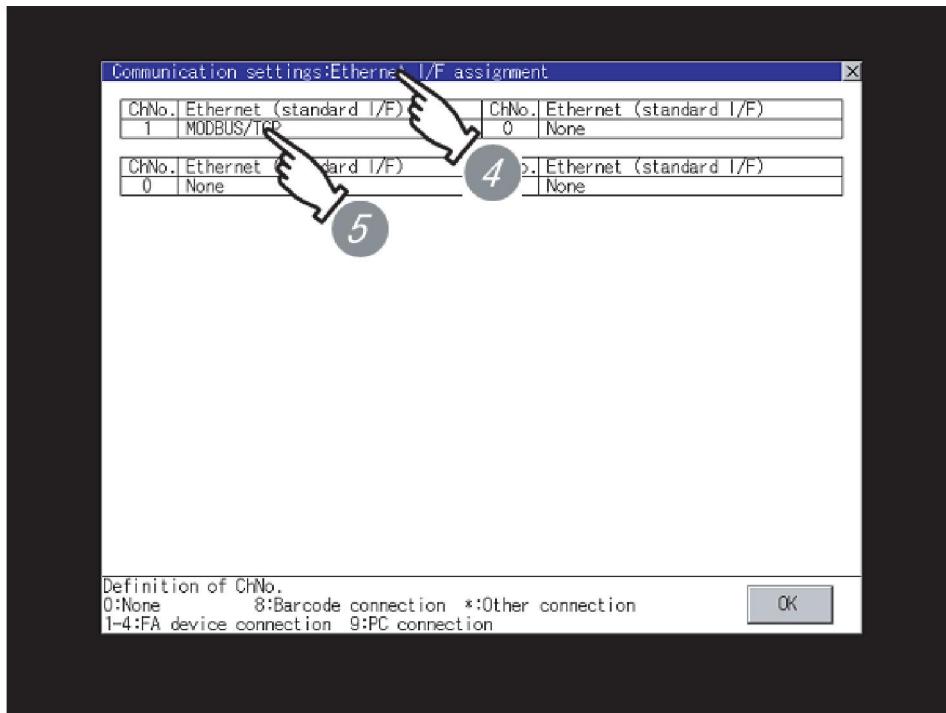 Communication settings:Ethernet I/F assignment
ChNo. Ethernet (standard I/F) ChNo. Ethernet (standard I/F)
1 MODBUS/TCP 0 None
4
ChNo. Ethernet (standard I/F) Ethernet (standard I/F)
0 None None
5
Definition of ChNo.
0:None 8:Barcode connection *:Other connection
OK
1-4:FA device connection 9:PC connection